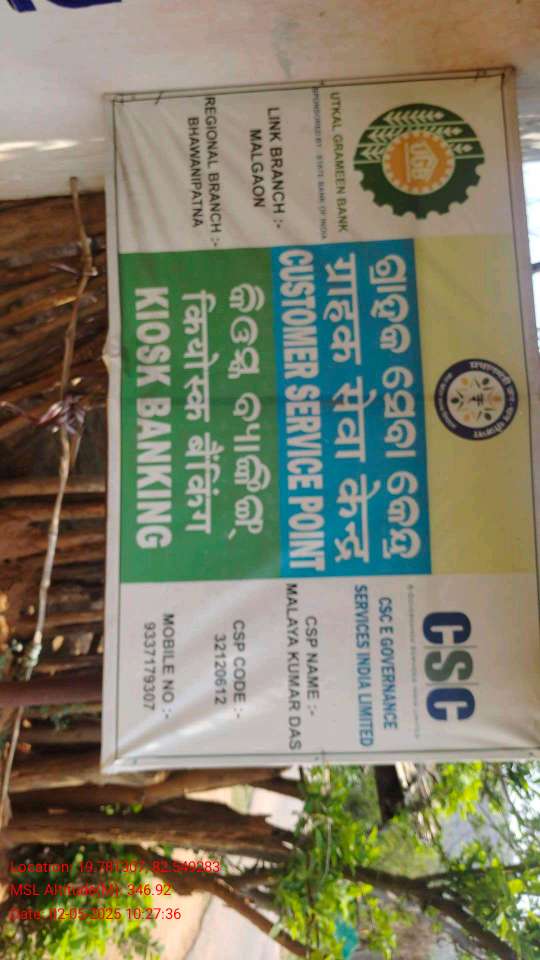 UGB
UTKAL GRAMEEN BANK
SPONSORED BY : STATE BANK OF INDIA
LINK BRANCH :-
MALGAON
REGIONAL BRANCH :-
BHAWANIPATNA
ଗ୍ରାହକ ସେବା କେନ୍ଦ୍ର
ग्राहक सेवा केन्द्र
CUSTOMER SERVICE POINT
କିଓସ୍କ ବ୍ୟାଙ୍କିଙ୍ଗ୍
कियोस्क बैंकिंग
KIOSK BANKING
CSC
CSC E GOVERNANCE
SERVICES INDIA LIMITED
CSP NAME :-
MALAYA KUMAR DAS
CSP CODE :-
32120612
MOBILE NO :-
9337179307
Location: 19.781307, 82.549283
MSL Altitude(M): 346.92
Date: 02-05-2025 10:27:36